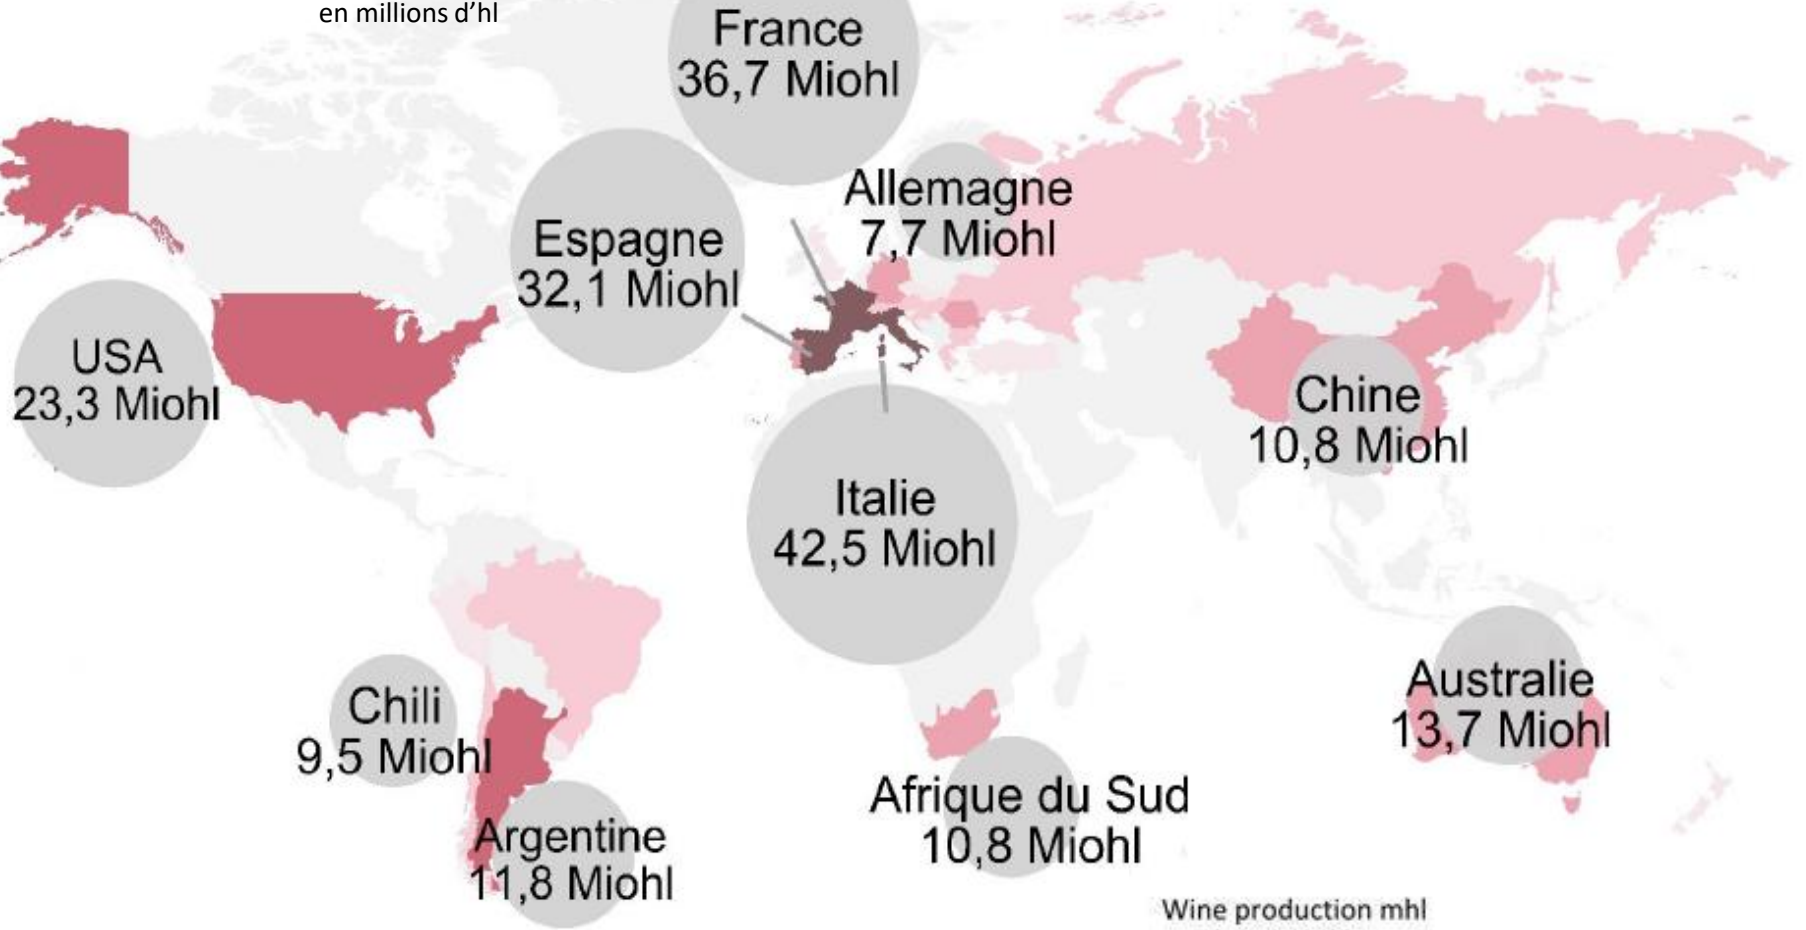 en millions d’hl
France
36,7 Miohl
Allemagne
7,7 Miohl
Espagne
32,1 Miohl
USA
23,3 Miohl
Chine
10,8 Miohl
Italie
42,5 Miohl
Australie
13,7 Miohl
Chili
9,5 Miohl
Afrique du Sud
10,8 Miohl
Argentine
11,8 Miohl
Wine production mhl